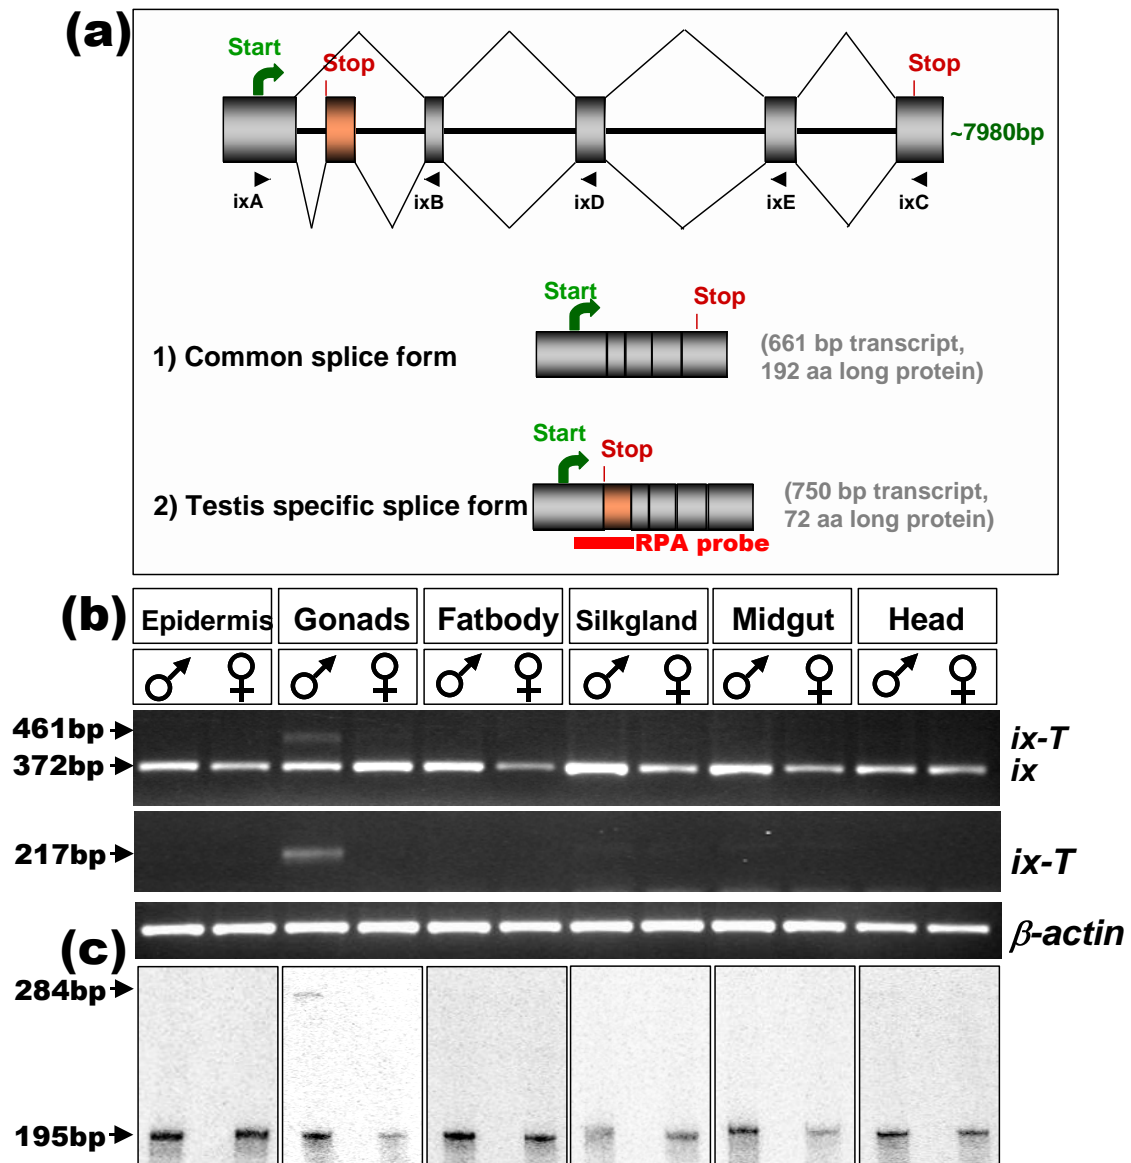 (a)
Start
Stop
Stop
~7980bp
ixA
ixB
ixD
ixE
ixC
Start
Stop
1) Common splice form
(661 bp transcript,
192 aa long protein)
Start
Stop
2) Testis specific splice form
(750 bp transcript,
72 aa long protein)
RPA probe
(b)
Epidermis Gonads Fatbody Silkgland Midgut Head
♂ ♀ ♂ ♀ ♂ ♀ ♂ ♀ ♂ ♀ ♂ ♀
461bp
ix-T
372bp
ix
217bp
ix-T
β-actin
(c)
284bp
195bp